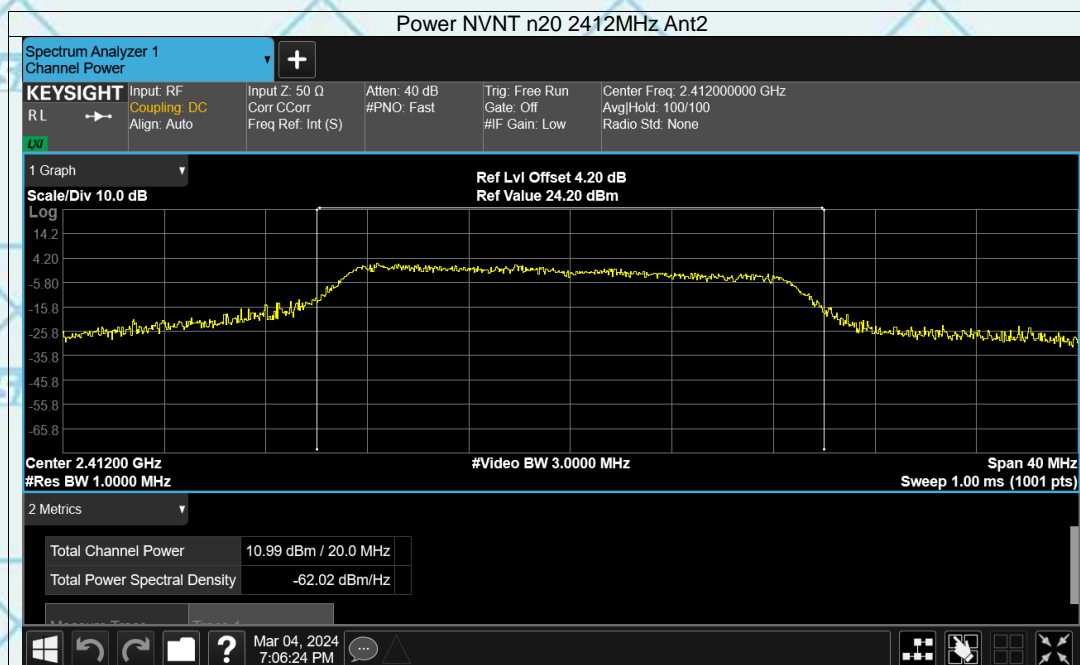 Power NVNT n20 2412MHz Ant2
Spectrum Analyzer 1
Channel Power
KEYSIGHT
R L
LXI
Input: RF
Coupling: DC
Align: Auto
Input Z: 50 Ω
Corr CCorr
Freq Ref: Int (S)
Atten: 40 dB
#PNO: Fast
Trig: Free Run
Gate: Off
#IF Gain: Low
Center Freq: 2.412000000 GHz
Avg|Hold: 100/100
Radio Std: None
1 Graph
Scale/Div 10.0 dB
Ref Lvl Offset 4.20 dB
Ref Value 24.20 dBm
Log
14.2
4.20
-5.80
-15.8
-25.8
-35.8
-45.8
-55.8
-65.8
Center 2.41200 GHz
#Video BW 3.0000 MHz
Span 40 MHz
#Res BW 1.0000 MHz
Sweep 1.00 ms (1001 pts)
2 Metrics
Total Channel Power 10.99 dBm / 20.0 MHz
Total Power Spectral Density -62.02 dBm/Hz
?
Mar 04, 2024
7:06:24 PM